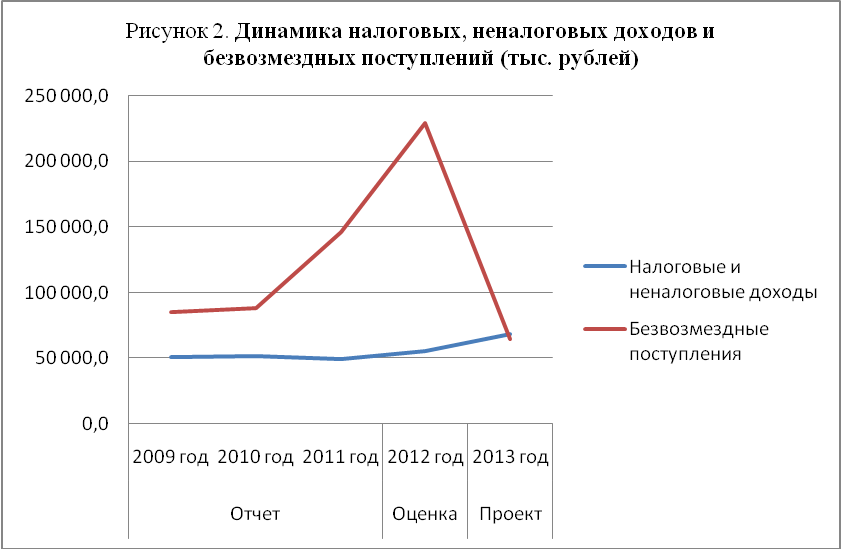 Рисунок 2. Динамика налоговых, неналоговых доходов и
безвозмездных поступлений (тыс. рублей)
250 000,0
200 000,0
150 000,0
100 000,0
50 000,0
0,0
2009 год 2010 год 2011 год 2012 год 2013 год
Отчет Оценка Проект
Налоговые и
неналоговые доходы
Безвозмездные
поступления